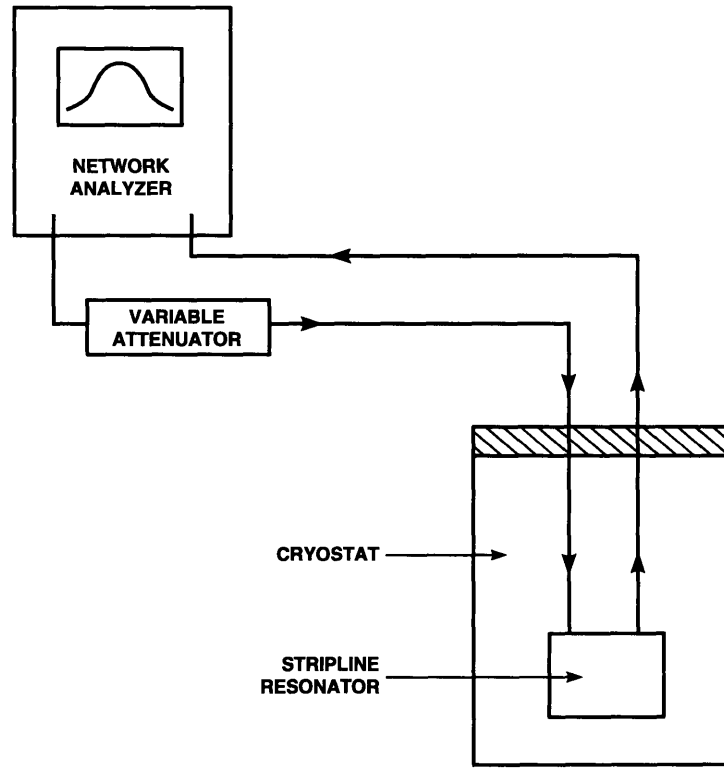 NETWORK
ANALYZER
VARIABLE
ATTENUATOR
CRYOSTAT
STRIPLINE
RESONATOR